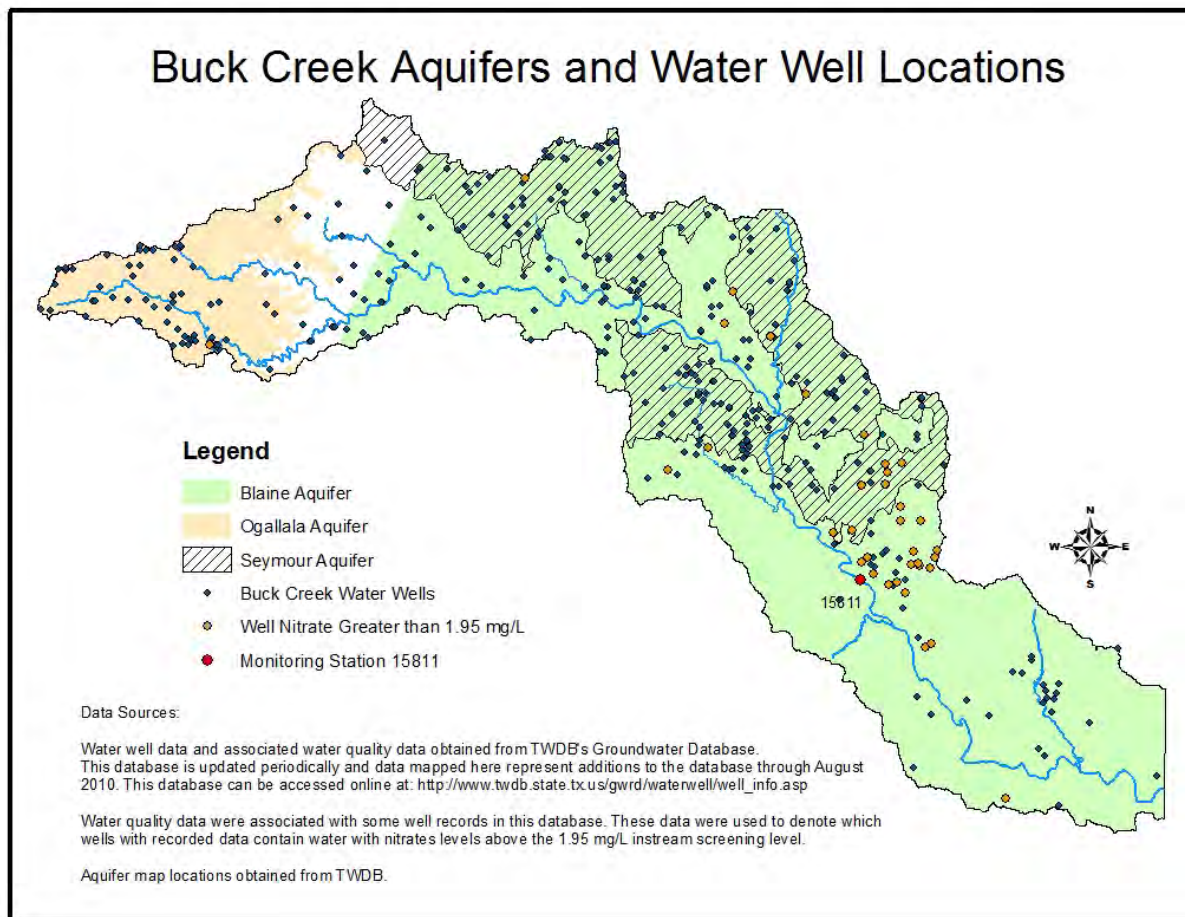 Buck Creek Aquifers and Water Well Locations
Legend
Blaine Aquifer
Ogallala Aquifer
Seymour Aquifer
Buck Creek Water Wells
Well Nitrate Greater than 1.95 mg/L
Monitoring Station 15811
15811
N
W
E
S
Data Sources:
Water well data and associated water quality data obtained from TWDB's Groundwater Database.
This database is updated periodically and data mapped here represent additions to the database through August
2010. This database can be accessed online at: http://www.twdb.state.tx.us/gwrd/waterwell/well_info.asp
Water quality data were associated with some well records in this database. These data were used to denote which
wells with recorded data contain water with nitrates levels above the 1.95 mg/L instream screening level.
Aquifer map locations obtained from TWDB.